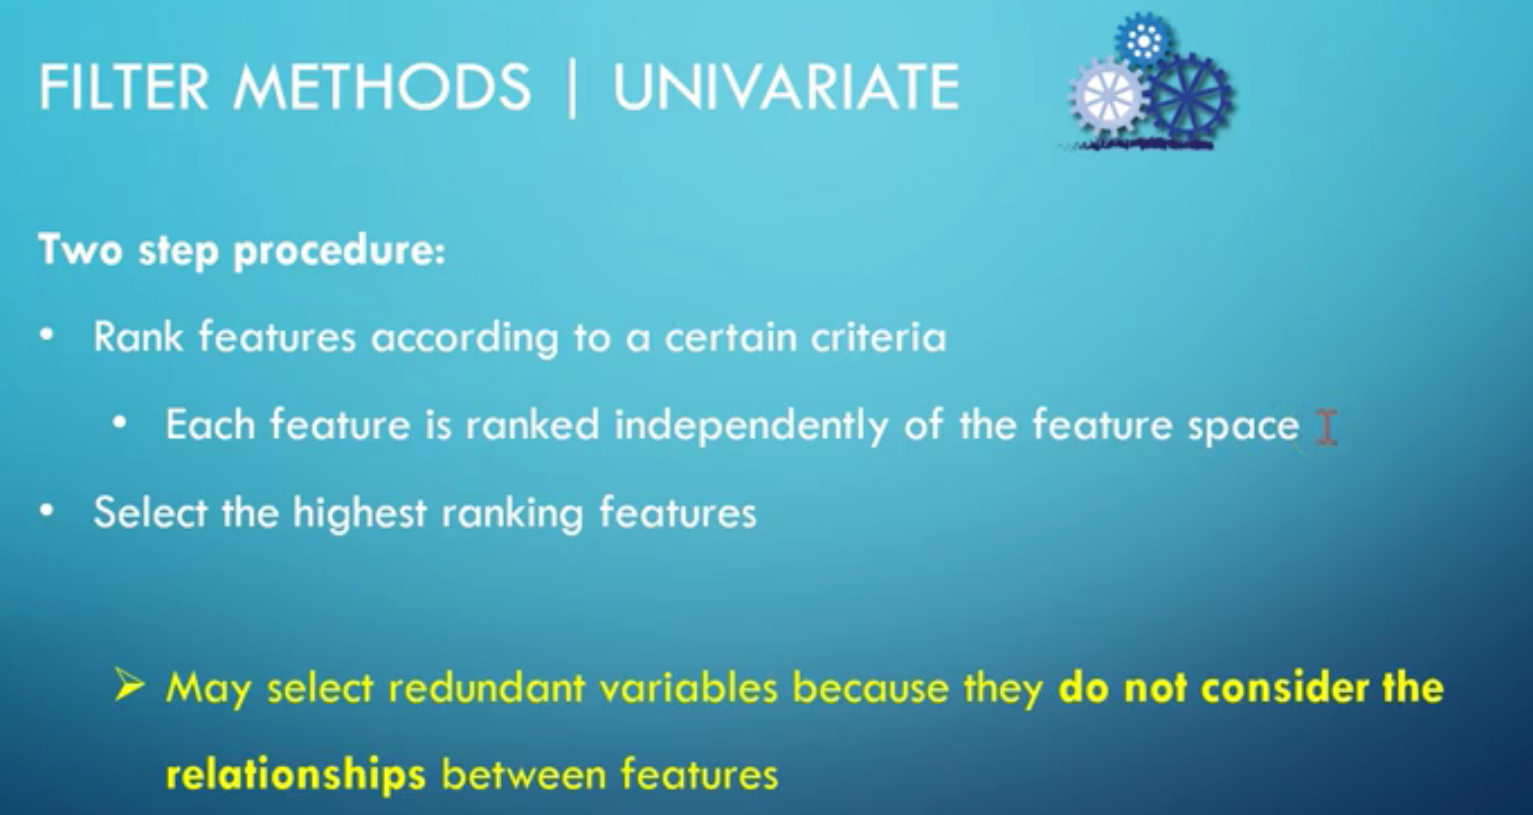 FILTER METHODS | UNIVARIATE
Two step procedure:
• Rank features according to a certain criteria
• Each feature is ranked independently of the feature space
• Select the highest ranking features
➢ May select redundant variables because they do not consider the
relationships between features